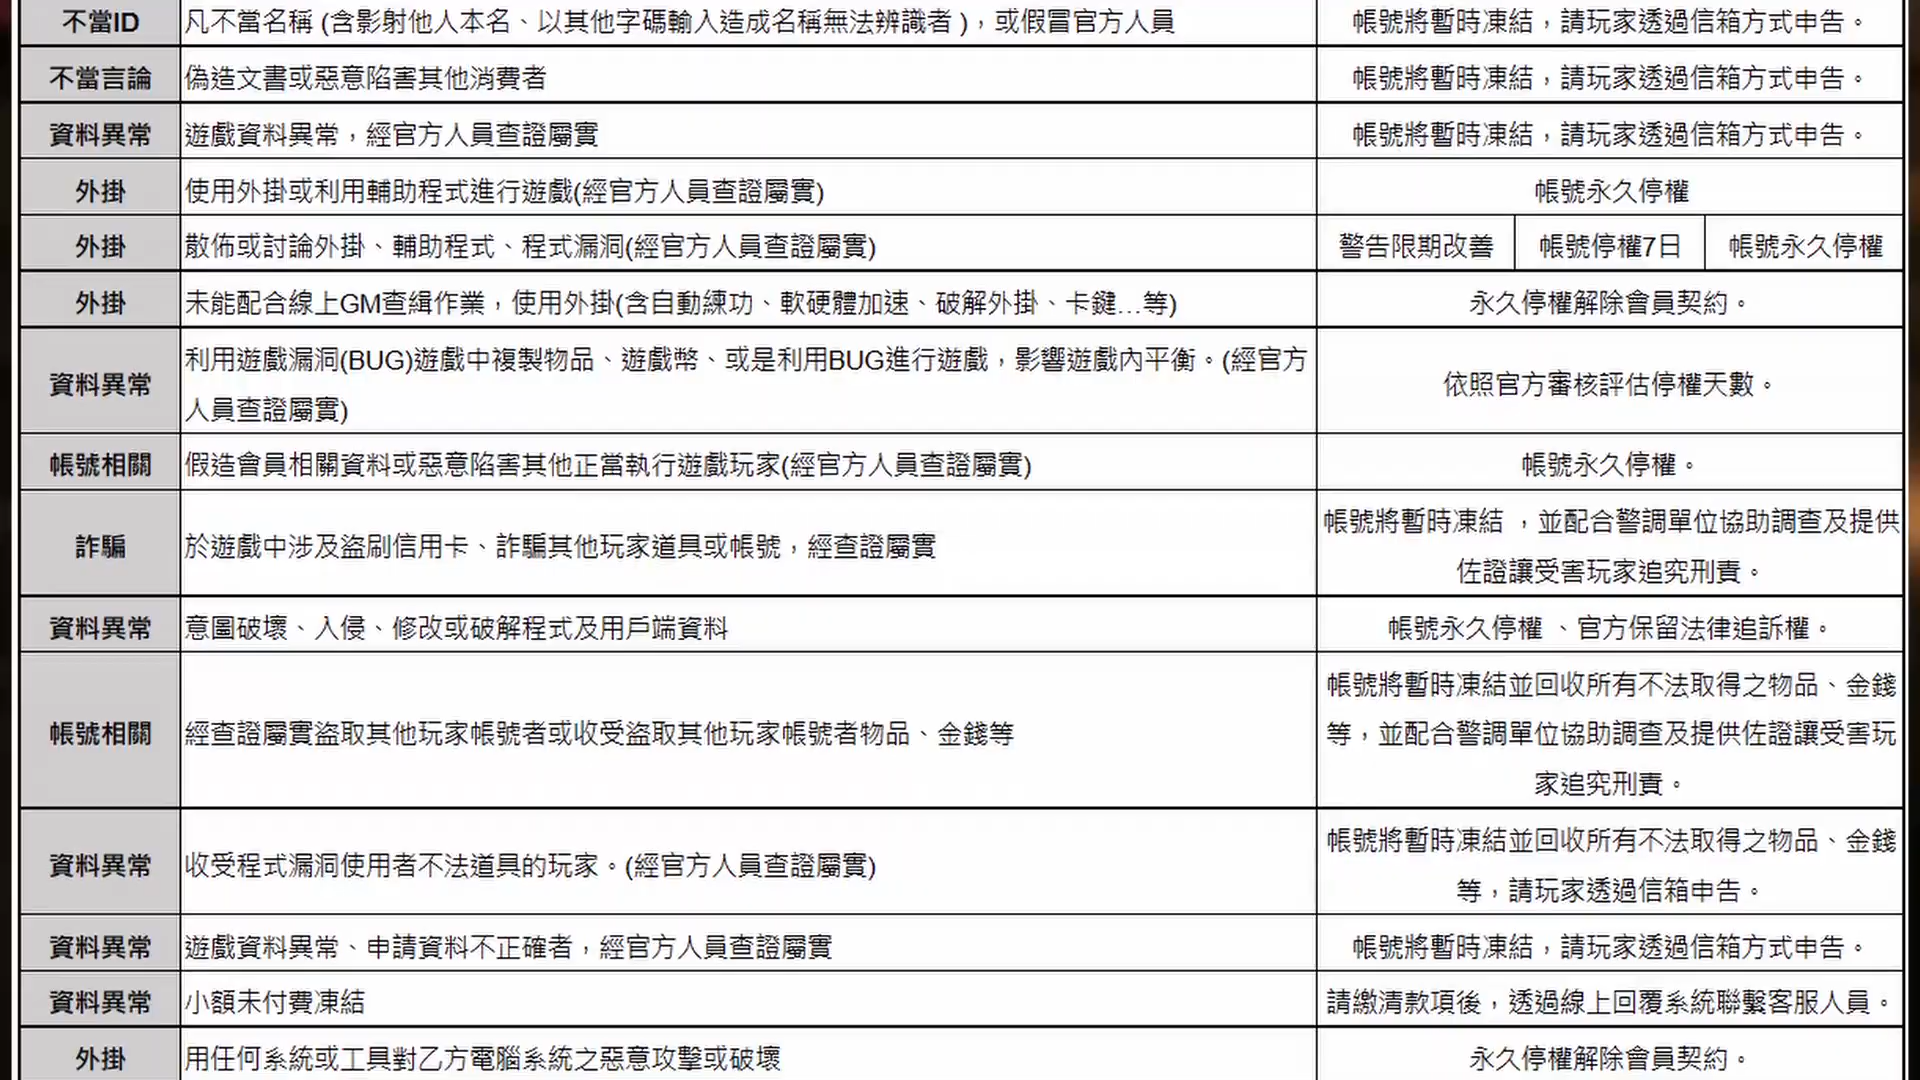 不當ID
凡不當名稱 (含影射他人本名、以其他字碼輸入造成名稱無法辨識者 )，或假冒官方人員
帳號將暫時凍結，請玩家透過信箱方式申告。
不當言論
偽造文書或惡意陷害其他消費者
帳號將暫時凍結，請玩家透過信箱方式申告。
資料異常
遊戲資料異常，經官方人員查證屬實
帳號將暫時凍結，請玩家透過信箱方式申告。
外掛
使用外掛或利用輔助程式進行遊戲(經官方人員查證屬實)
帳號永久停權
外掛
散佈或討論外掛、輔助程式、程式漏洞(經官方人員查證屬實)
警告限期改善
帳號停權7日
帳號永久停權
外掛
未能配合線上GM查緝作業，使用外掛(含自動練功、軟硬體加速、破解外掛、卡鍵…等)
永久停權解除會員契約。
資料異常
利用遊戲漏洞(BUG)遊戲中複製物品、遊戲幣、或是利用BUG進行遊戲，影響遊戲內平衡。(經官方
人員查證屬實)
依照官方審核評估停權天數。
帳號相關
假造會員相關資料或惡意陷害其他正當執行遊戲玩家(經官方人員查證屬實)
帳號永久停權。
詐騙
於遊戲中涉及盜刷信用卡、詐騙其他玩家道具或帳號，經查證屬實
帳號將暫時凍結 ，並配合警調單位協助調查及提供
佐證讓受害玩家追究刑責。
資料異常
意圖破壞、入侵、修改或破解程式及用戶端資料
帳號永久停權 、官方保留法律追訴權。
帳號相關
經查證屬實盜取其他玩家帳號者或收受盜取其他玩家帳號者物品、金錢等
帳號將暫時凍結並回收所有不法取得之物品、金錢
等，並配合警調單位協助調查及提供佐證讓受害玩
家追究刑責。
資料異常
收受程式漏洞使用者不法道具的玩家。(經官方人員查證屬實)
帳號將暫時凍結並回收所有不法取得之物品、金錢
等，請玩家透過信箱申告。
資料異常
遊戲資料異常、申請資料不正確者，經官方人員查證屬實
帳號將暫時凍結，請玩家透過信箱方式申告。
資料異常
小額未付費凍結
請繳清款項後，透過線上回覆系統聯繫客服人員。
外掛
用任何系統或工具對乙方電腦系統之惡意攻擊或破壞
永久停權解除會員契約。